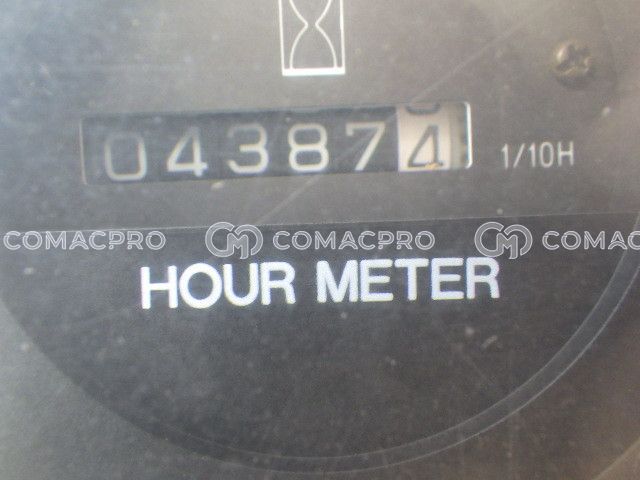 043874 1/10H
COMACPRO COMACPRO COMACPRO
HOUR METER